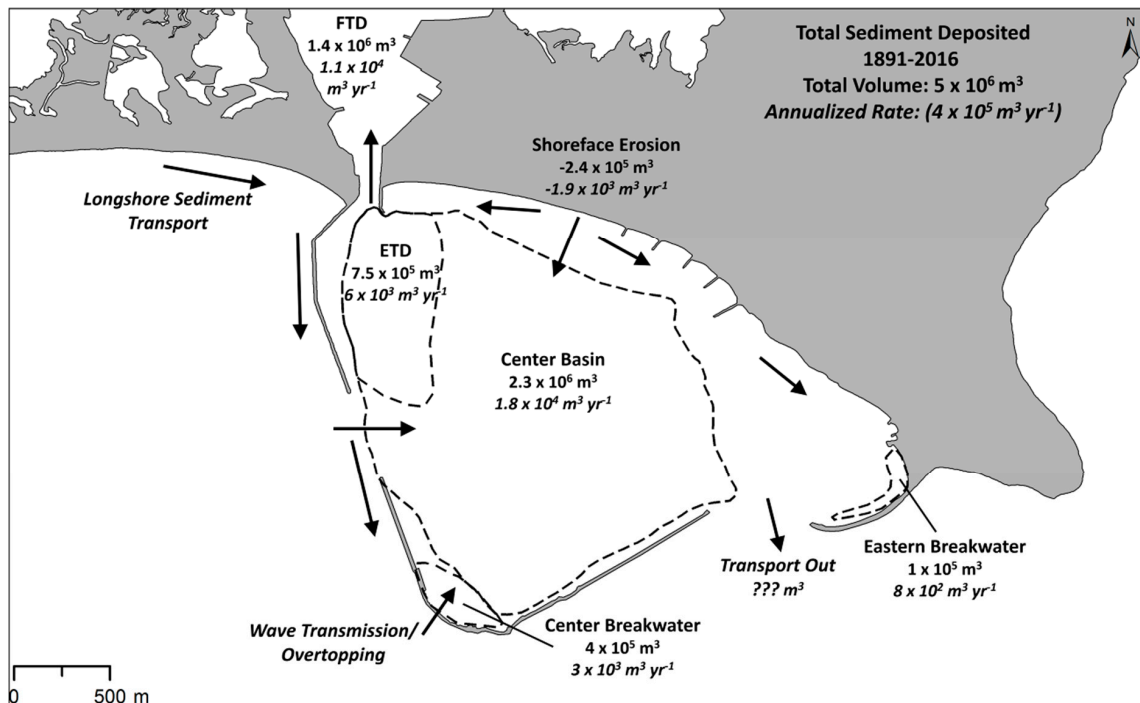 FTD
1.4 x 10⁶ m³
1.1 x 10⁴
m³ yr⁻¹
Total Sediment Deposited
1891-2016
Total Volume: 5 x 10⁶ m³
Annualized Rate: (4 x 10⁵ m³ yr⁻¹)
N
Shoreface Erosion
-2.4 x 10⁵ m³
-1.9 x 10³ m³ yr⁻¹
Longshore Sediment
Transport
ETD
7.5 x 10⁵ m³
6 x 10³ m³ yr⁻¹
Center Basin
2.3 x 10⁶ m³
1.8 x 10⁴ m³ yr⁻¹
Eastern Breakwater
1 x 10⁵ m³
8 x 10² m³ yr⁻¹
Transport Out
??? m³
Wave Transmission/
Overtopping
Center Breakwater
4 x 10⁵ m³
3 x 10³ m³ yr⁻¹
0 500 m